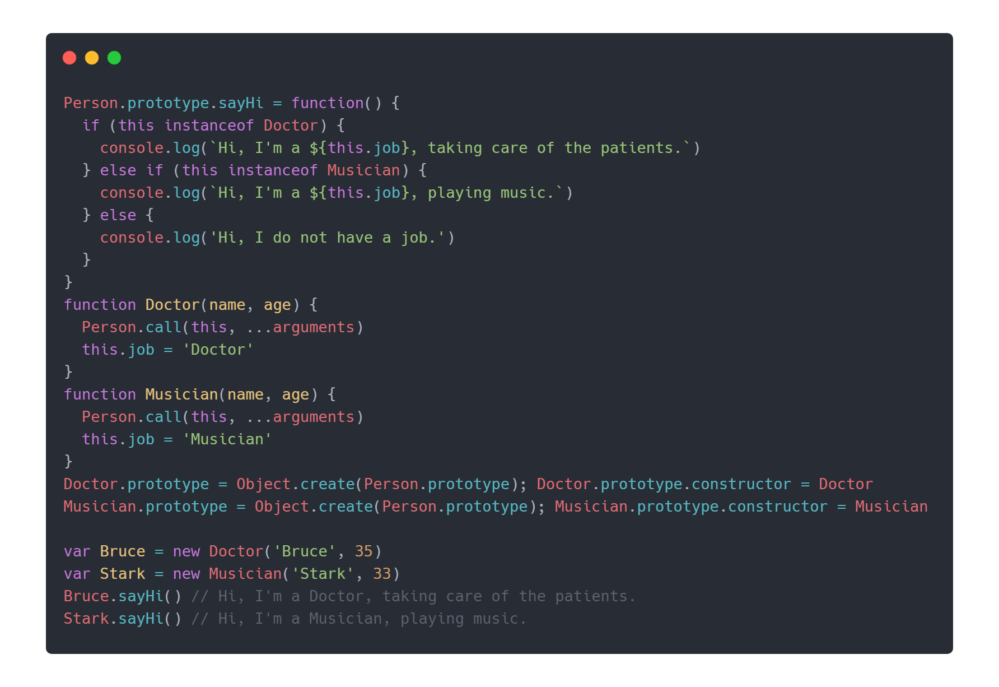 Person.prototype.sayHi = function() {
  if (this instanceof Doctor) {
    console.log(`Hi, I'm a ${this.job}, taking care of the patients.`)
  } else if (this instanceof Musician) {
    console.log(`Hi, I'm a ${this.job}, playing music.`)
  } else {
    console.log('Hi, I do not have a job.')
  }
}
function Doctor(name, age) {
  Person.call(this, ...arguments)
  this.job = 'Doctor'
}
function Musician(name, age) {
  Person.call(this, ...arguments)
  this.job = 'Musician'
}
Doctor.prototype = Object.create(Person.prototype); Doctor.prototype.constructor = Doctor
Musician.prototype = Object.create(Person.prototype); Musician.prototype.constructor = Musician

var Bruce = new Doctor('Bruce', 35)
var Stark = new Musician('Stark', 33)
Bruce.sayHi() // Hi, I'm a Doctor, taking care of the patients.
Stark.sayHi() // Hi, I'm a Musician, playing music.